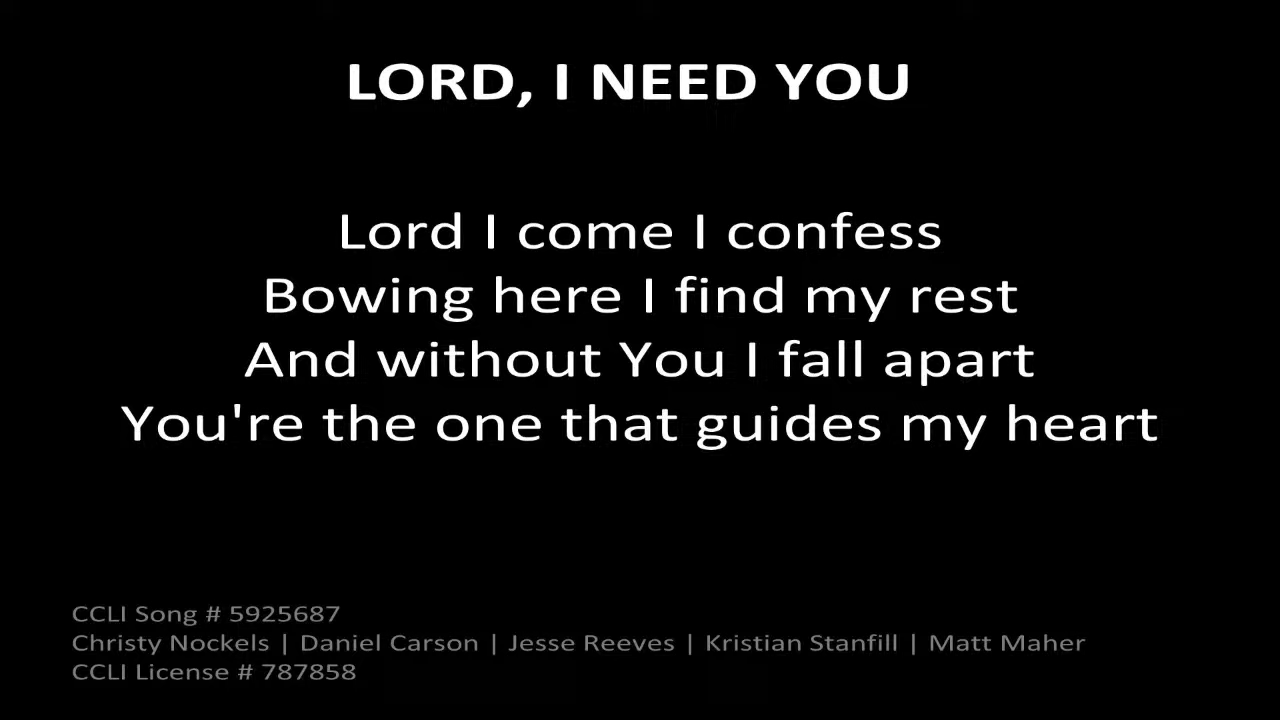 LORD, I NEED YOU
Lord I come I confess
Bowing here I find my rest
And without You I fall apart
You're the one that guides my heart
CCLI Song # 5925687
Christy Nockels | Daniel Carson | Jesse Reeves | Kristian Stanfill | Matt Maher
CCLI License # 787858